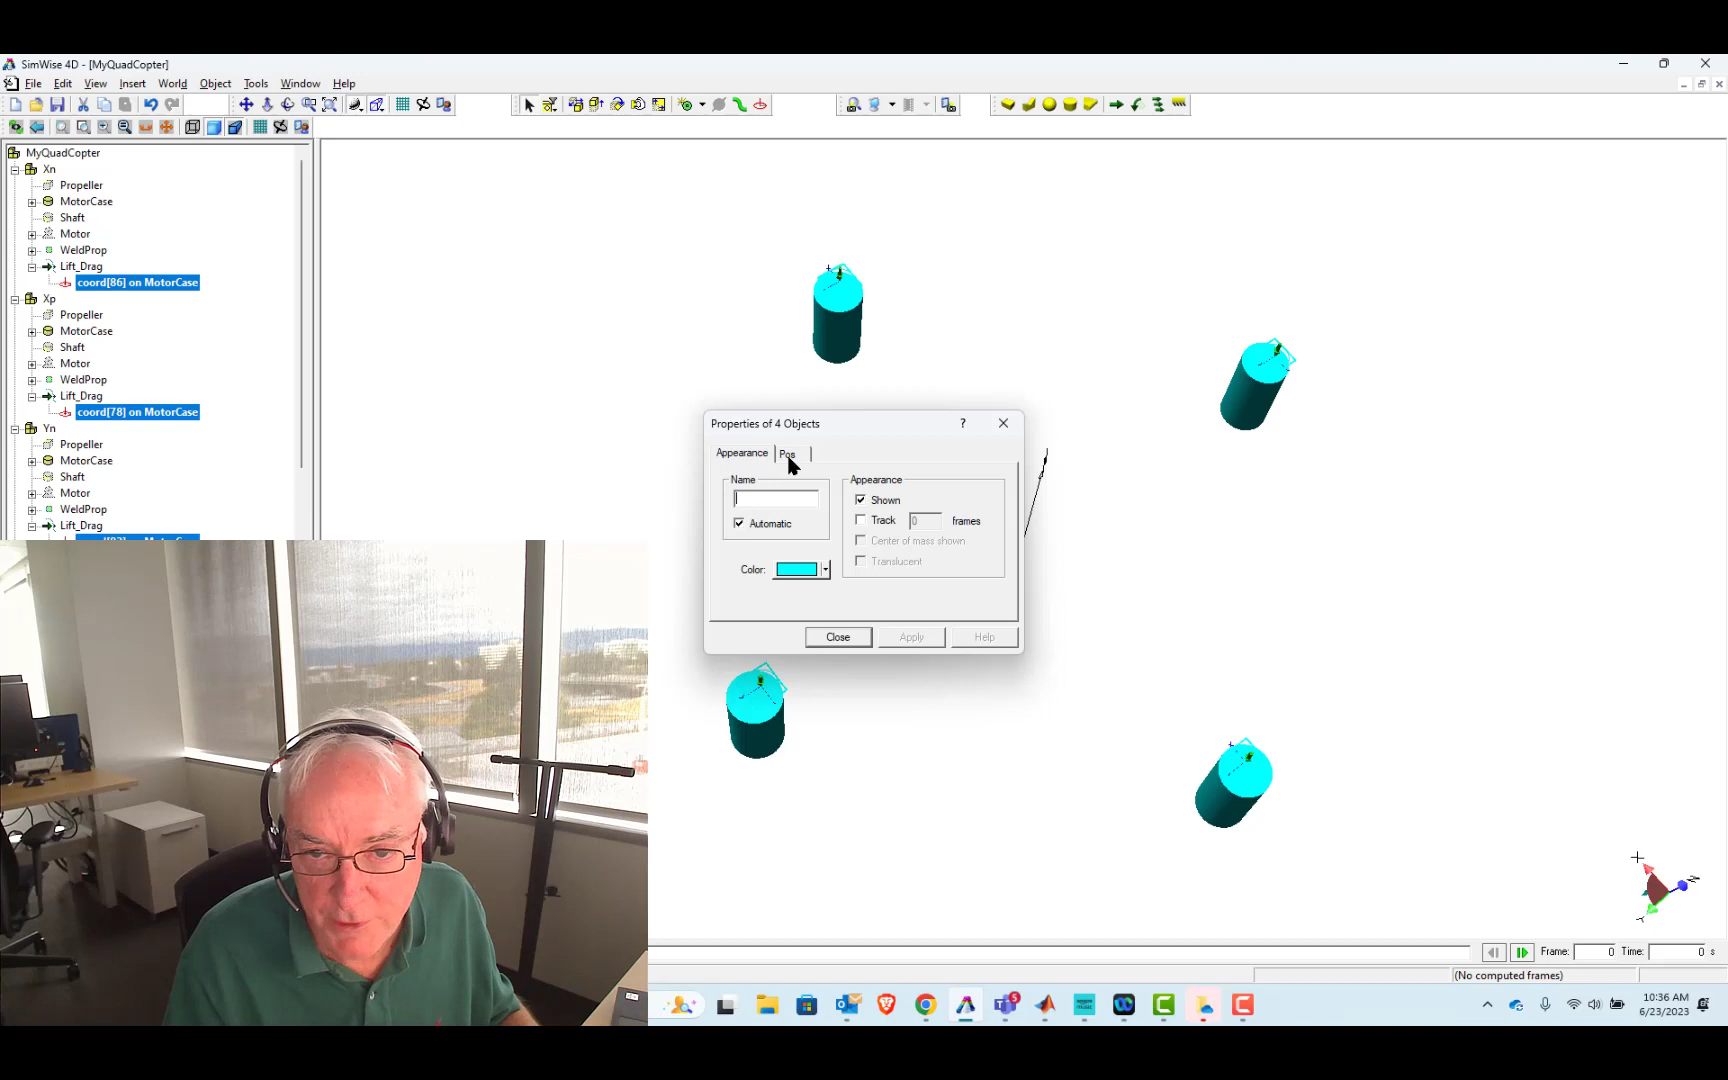 SimWise 4D - [MyQuadCopter]
File Edit View Insert World Object Tools Window Help
MyQuadCopter
Xn
Propeller
MotorCase
Shaft
Motor
WeldProp
Lift_Drag
coord[86] on MotorCase
Xp
Propeller
MotorCase
Shaft
Motor
WeldProp
Lift_Drag
coord[78] on MotorCase
Yn
Propeller
MotorCase
Shaft
Motor
WeldProp
Lift_Drag
Properties of 4 Objects
?
Appearance Pos
Name
Automatic
Color:
Appearance
Shown
Track 0 frames
Center of mass shown
Translucent
Close Apply Help
Frame: 0 Time: 0 s
(No computed frames)
5
10:36 AM
6/23/2023